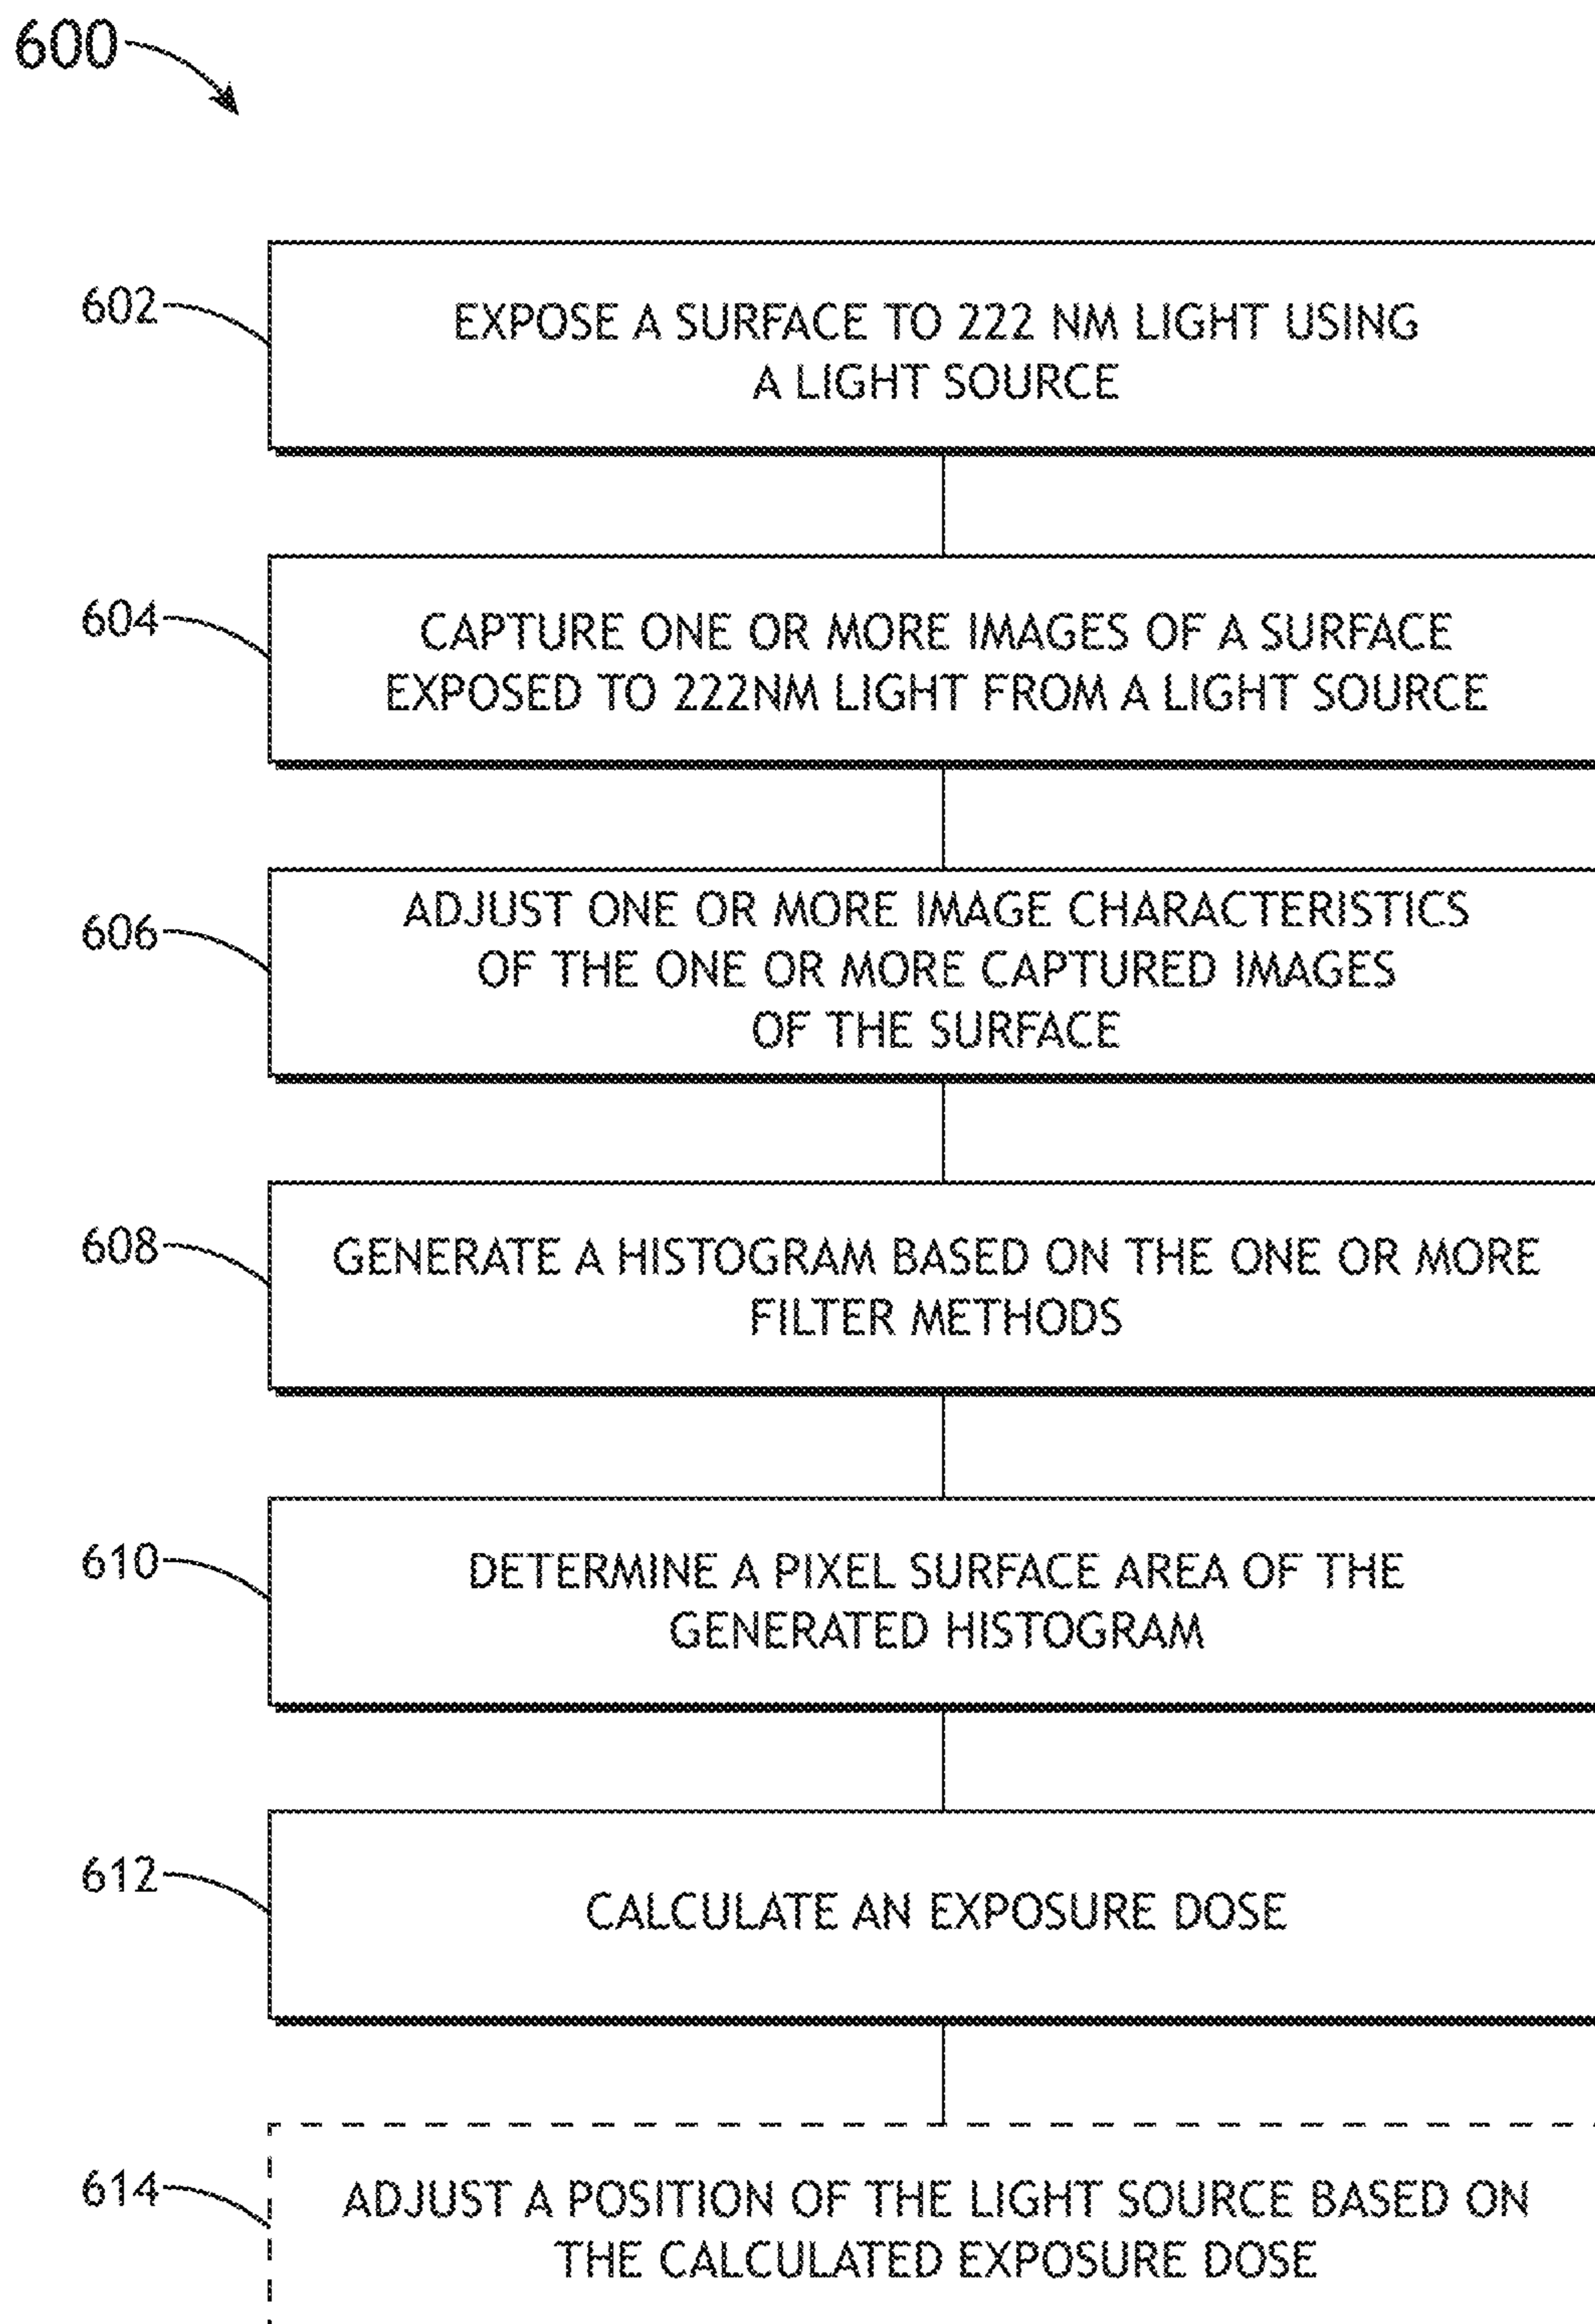 600
602
EXPOSE A SURFACE TO 222 NM LIGHT USING
A LIGHT SOURCE
604
CAPTURE ONE OR MORE IMAGES OF A SURFACE
EXPOSED TO 222NM LIGHT FROM A LIGHT SOURCE
606
ADJUST ONE OR MORE IMAGE CHARACTERISTICS
OF THE ONE OR MORE CAPTURED IMAGES
OF THE SURFACE
608
GENERATE A HISTOGRAM BASED ON THE ONE OR MORE
FILTER METHODS
610
DETERMINE A PIXEL SURFACE AREA OF THE
GENERATED HISTOGRAM
612
CALCULATE AN EXPOSURE DOSE
614
ADJUST A POSITION OF THE LIGHT SOURCE BASED ON
THE CALCULATED EXPOSURE DOSE